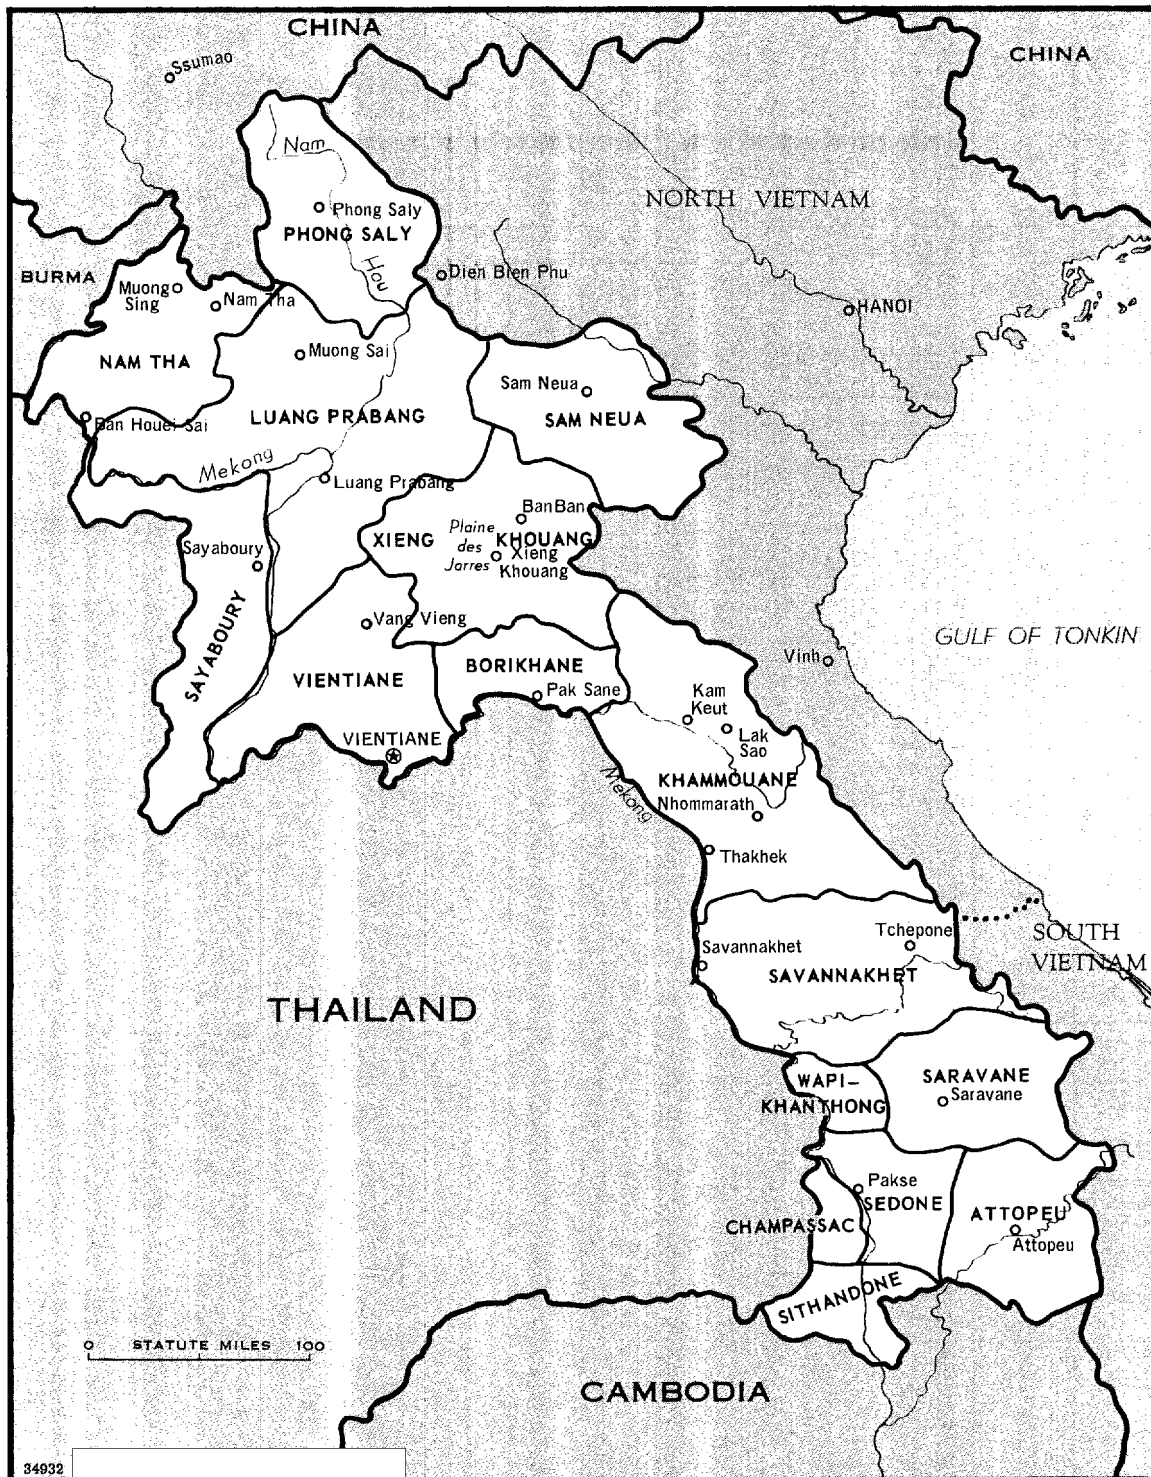 CHINA
CHINA
Ssumao
Nam
NORTH VIETNAM
Phong Saly
PHONG SALY
Hou
BURMA
Muong
Sing
Nam Tha
Dien Bien Phu
HANOI
NAM THA
Muong Sai
Sam Neua
SAM NEUA
LUANG PRABANG
Ban Houei Sai
Mekong
Luang Prabang
Ban Ban
Plaine
des
Jarres
XIENG KHOUANG
Xieng
Khouang
Sayaboury
SAYABOURY
Vang Vieng
GULF OF TONKIN
Vinh
BORIKHANE
VIENTIANE
Pak Sane
Kam
Keut
Lak
Sao
VIENTIANE
KHAMMOUANE
Mekong
Nhommarath
Thakhek
Tchepone
SOUTH
VIETNAM
Savannakhet
SAVANNAKHET
THAILAND
WAPI-
KHANTHONG
SARAVANE
Saravane
Pakse
SEDONE
CHAMPASSAC
ATTOPEU
Attopeu
SITHANDONE
0 STATUTE MILES 100
CAMBODIA
34932